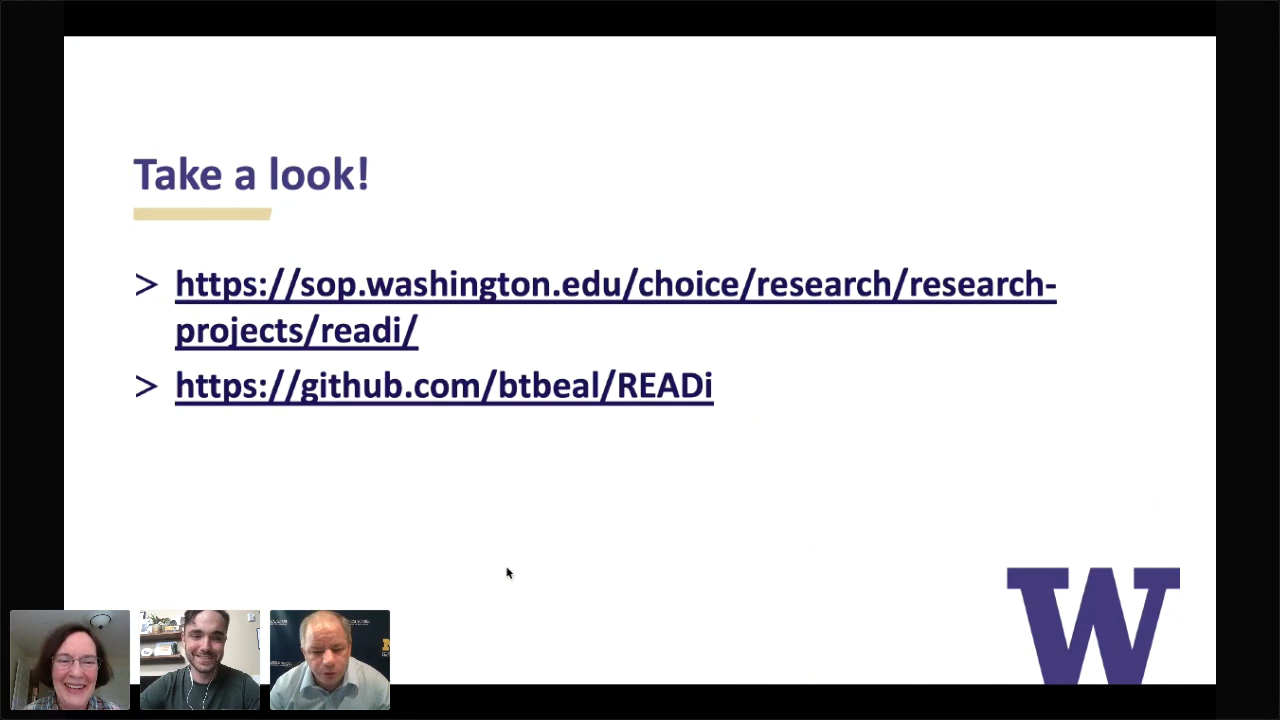 Take a look!
> https://sop.washington.edu/choice/research/research-
projects/readi/
> https://github.com/btbeal/READi
W